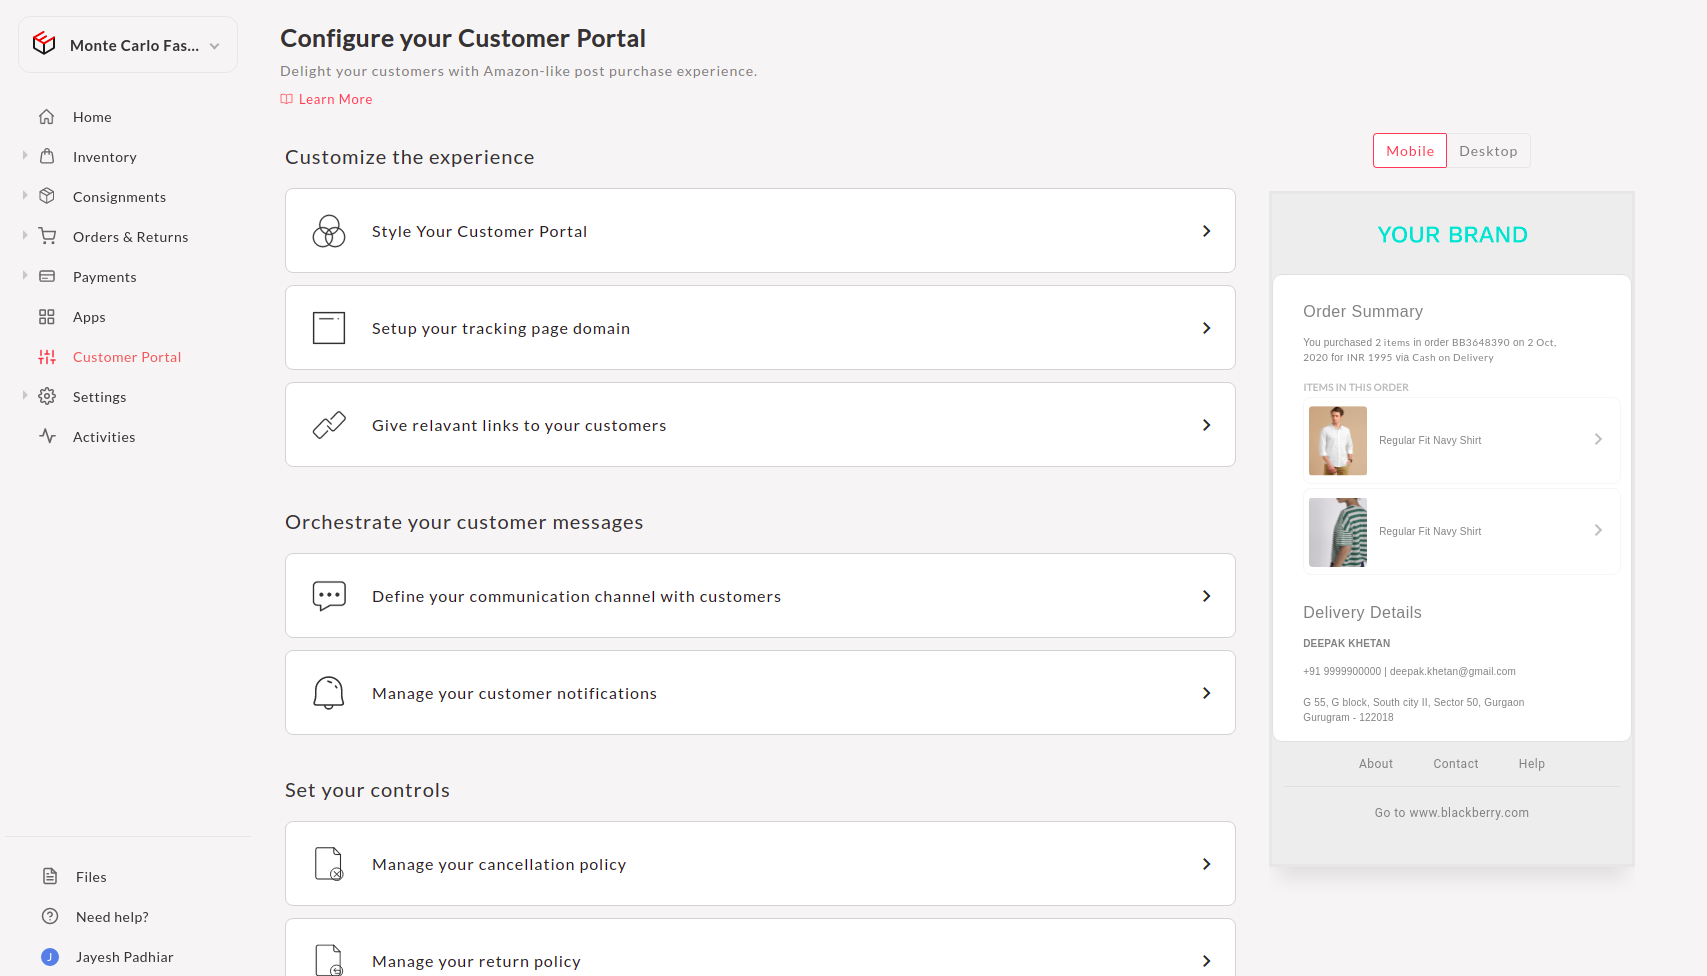 Monte Carlo Fas...
Home
Inventory
Consignments
Orders & Returns
Payments
Apps
Customer Portal
Settings
Activities
Files
Need help?
J
Jayesh Padhiar
Configure your Customer Portal
Delight your customers with Amazon-like post purchase experience.
Learn More
Customize the experience
Style Your Customer Portal
Setup your tracking page domain
Give relavant links to your customers
Orchestrate your customer messages
Define your communication channel with customers
Manage your customer notifications
Set your controls
Manage your cancellation policy
Manage your return policy
Mobile
Desktop
YOUR BRAND
Order Summary
You purchased 2 items in order BB3648390 on 2 Oct,
2020 for INR 1995 via Cash on Delivery
ITEMS IN THIS ORDER
Regular Fit Navy Shirt
Regular Fit Navy Shirt
Delivery Details
DEEPAK KHETAN
+91 9999900000 | deepak.khetan@gmail.com
G 55, G block, South city II, Sector 50, Gurgaon
Gurugram - 122018
About
Contact
Help
Go to www.blackberry.com